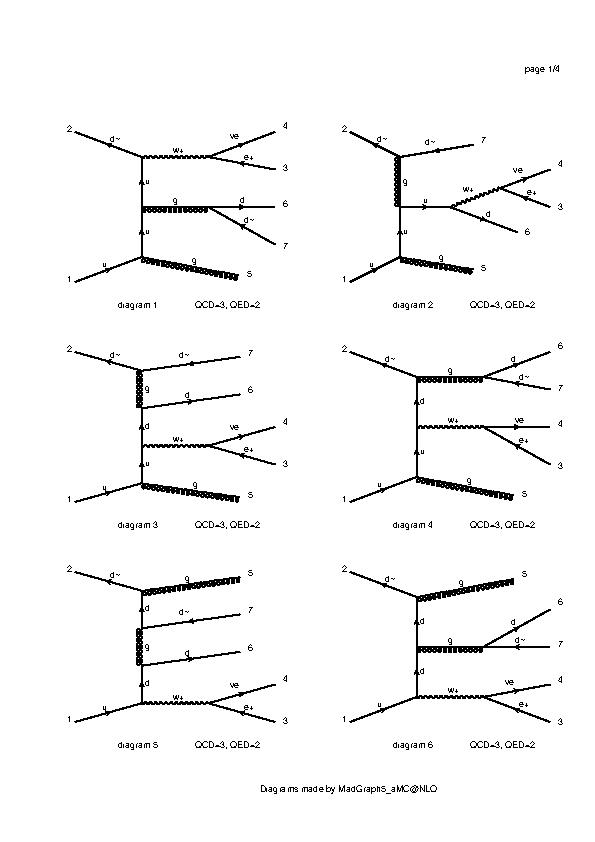 page 1/4
2 d~ w+ ve 4
e+ 3
u
g d 6
d~ 7
u
1 u g 5
diagram 1 QCD=3, QED=2
2 d~ d~ 7
g
w+ ve 4
e+ 3
u d 6
u
1 u g 5
diagram 2 QCD=3, QED=2
2 d~ d~ 7
g
d 6
d
w+ ve 4
e+ 3
u
1 u g 5
diagram 3 QCD=3, QED=2
2 d~ g d 6
d~ 7
d
w+ ve 4
e+ 3
u
1 u g 5
diagram 4 QCD=3, QED=2
2 d~ g 5
d
d~ 7
g
d 6
d
1 u w+ ve 4
e+ 3
diagram 5 QCD=3, QED=2
2 d~ g 5
d
g d 6
d~ 7
d
1 u w+ ve 4
e+ 3
diagram 6 QCD=3, QED=2
Diagrams made by MadGraph5_aMC@NLO